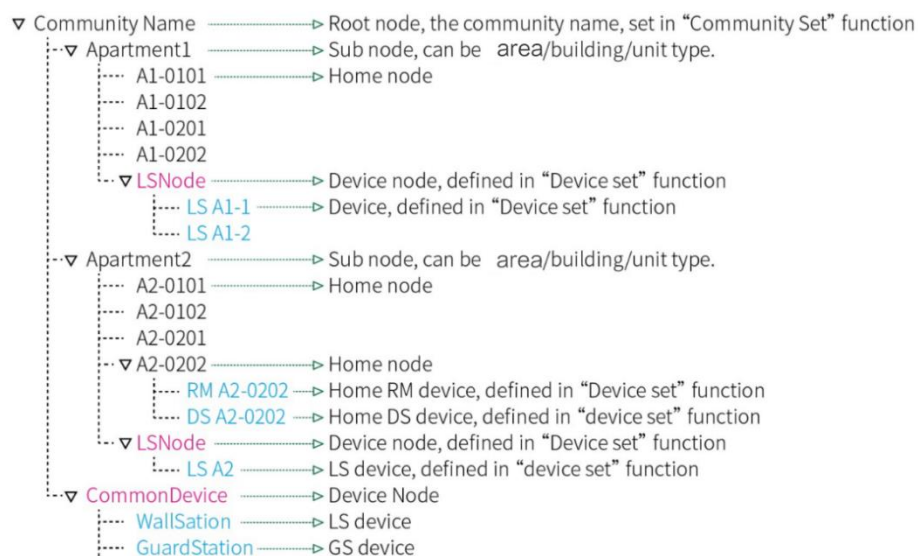 Community Name Root node, the community name, set in “Community Set” function
Apartment1 Sub node, can be area/building/unit type.
A1-0101 Home node
A1-0102
A1-0201
A1-0202
LSNode Device node, defined in “Device set” function
LS A1-1 Device, defined in “Device set” function
LS A1-2
Apartment2 Sub node, can be area/building/unit type.
A2-0101 Home node
A2-0102
A2-0201
A2-0202 Home node
RM A2-0202 Home RM device, defined in “Device set” function
DS A2-0202 Home DS device, defined in “device set” function
LSNode Device node, defined in “Device set” function
LS A2 LS device, defined in “device set” function
CommonDevice Device Node
WallSation LS device
GuardStation GS device